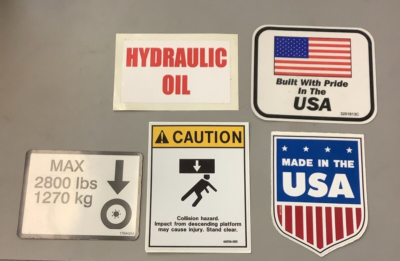 HYDRAULIC
OIL
Built With Pride
In The
USA
MAX
2800 lbs
1270 kg
CAUTION
Collision hazard.
Impact from descending platform
may cause injury. Stand clear.
MADE IN THE
USA